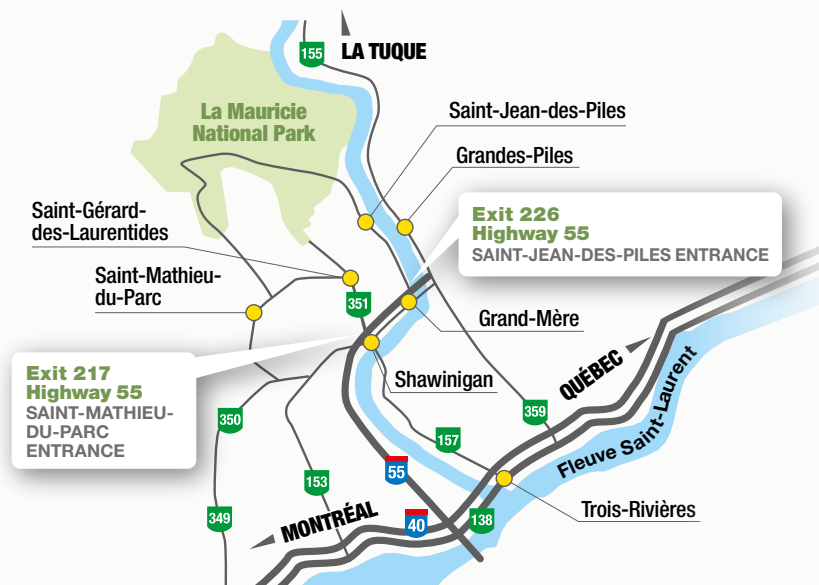 155
LA TUQUE
La Mauricie
National Park
Saint-Jean-des-Piles
Grandes-Piles
Saint-Gérard-
des-Laurentides
Exit 226
Highway 55
SAINT-JEAN-DES-PILES ENTRANCE
Saint-Mathieu-
du-Parc
351
Grand-Mère
Exit 217
Highway 55
SAINT-MATHIEU-
DU-PARC
ENTRANCE
Shawinigan
QUÉBEC
350
359
157
Fleuve Saint-Laurent
55
153
Trois-Rivières
349
MONTRÉAL
40
138